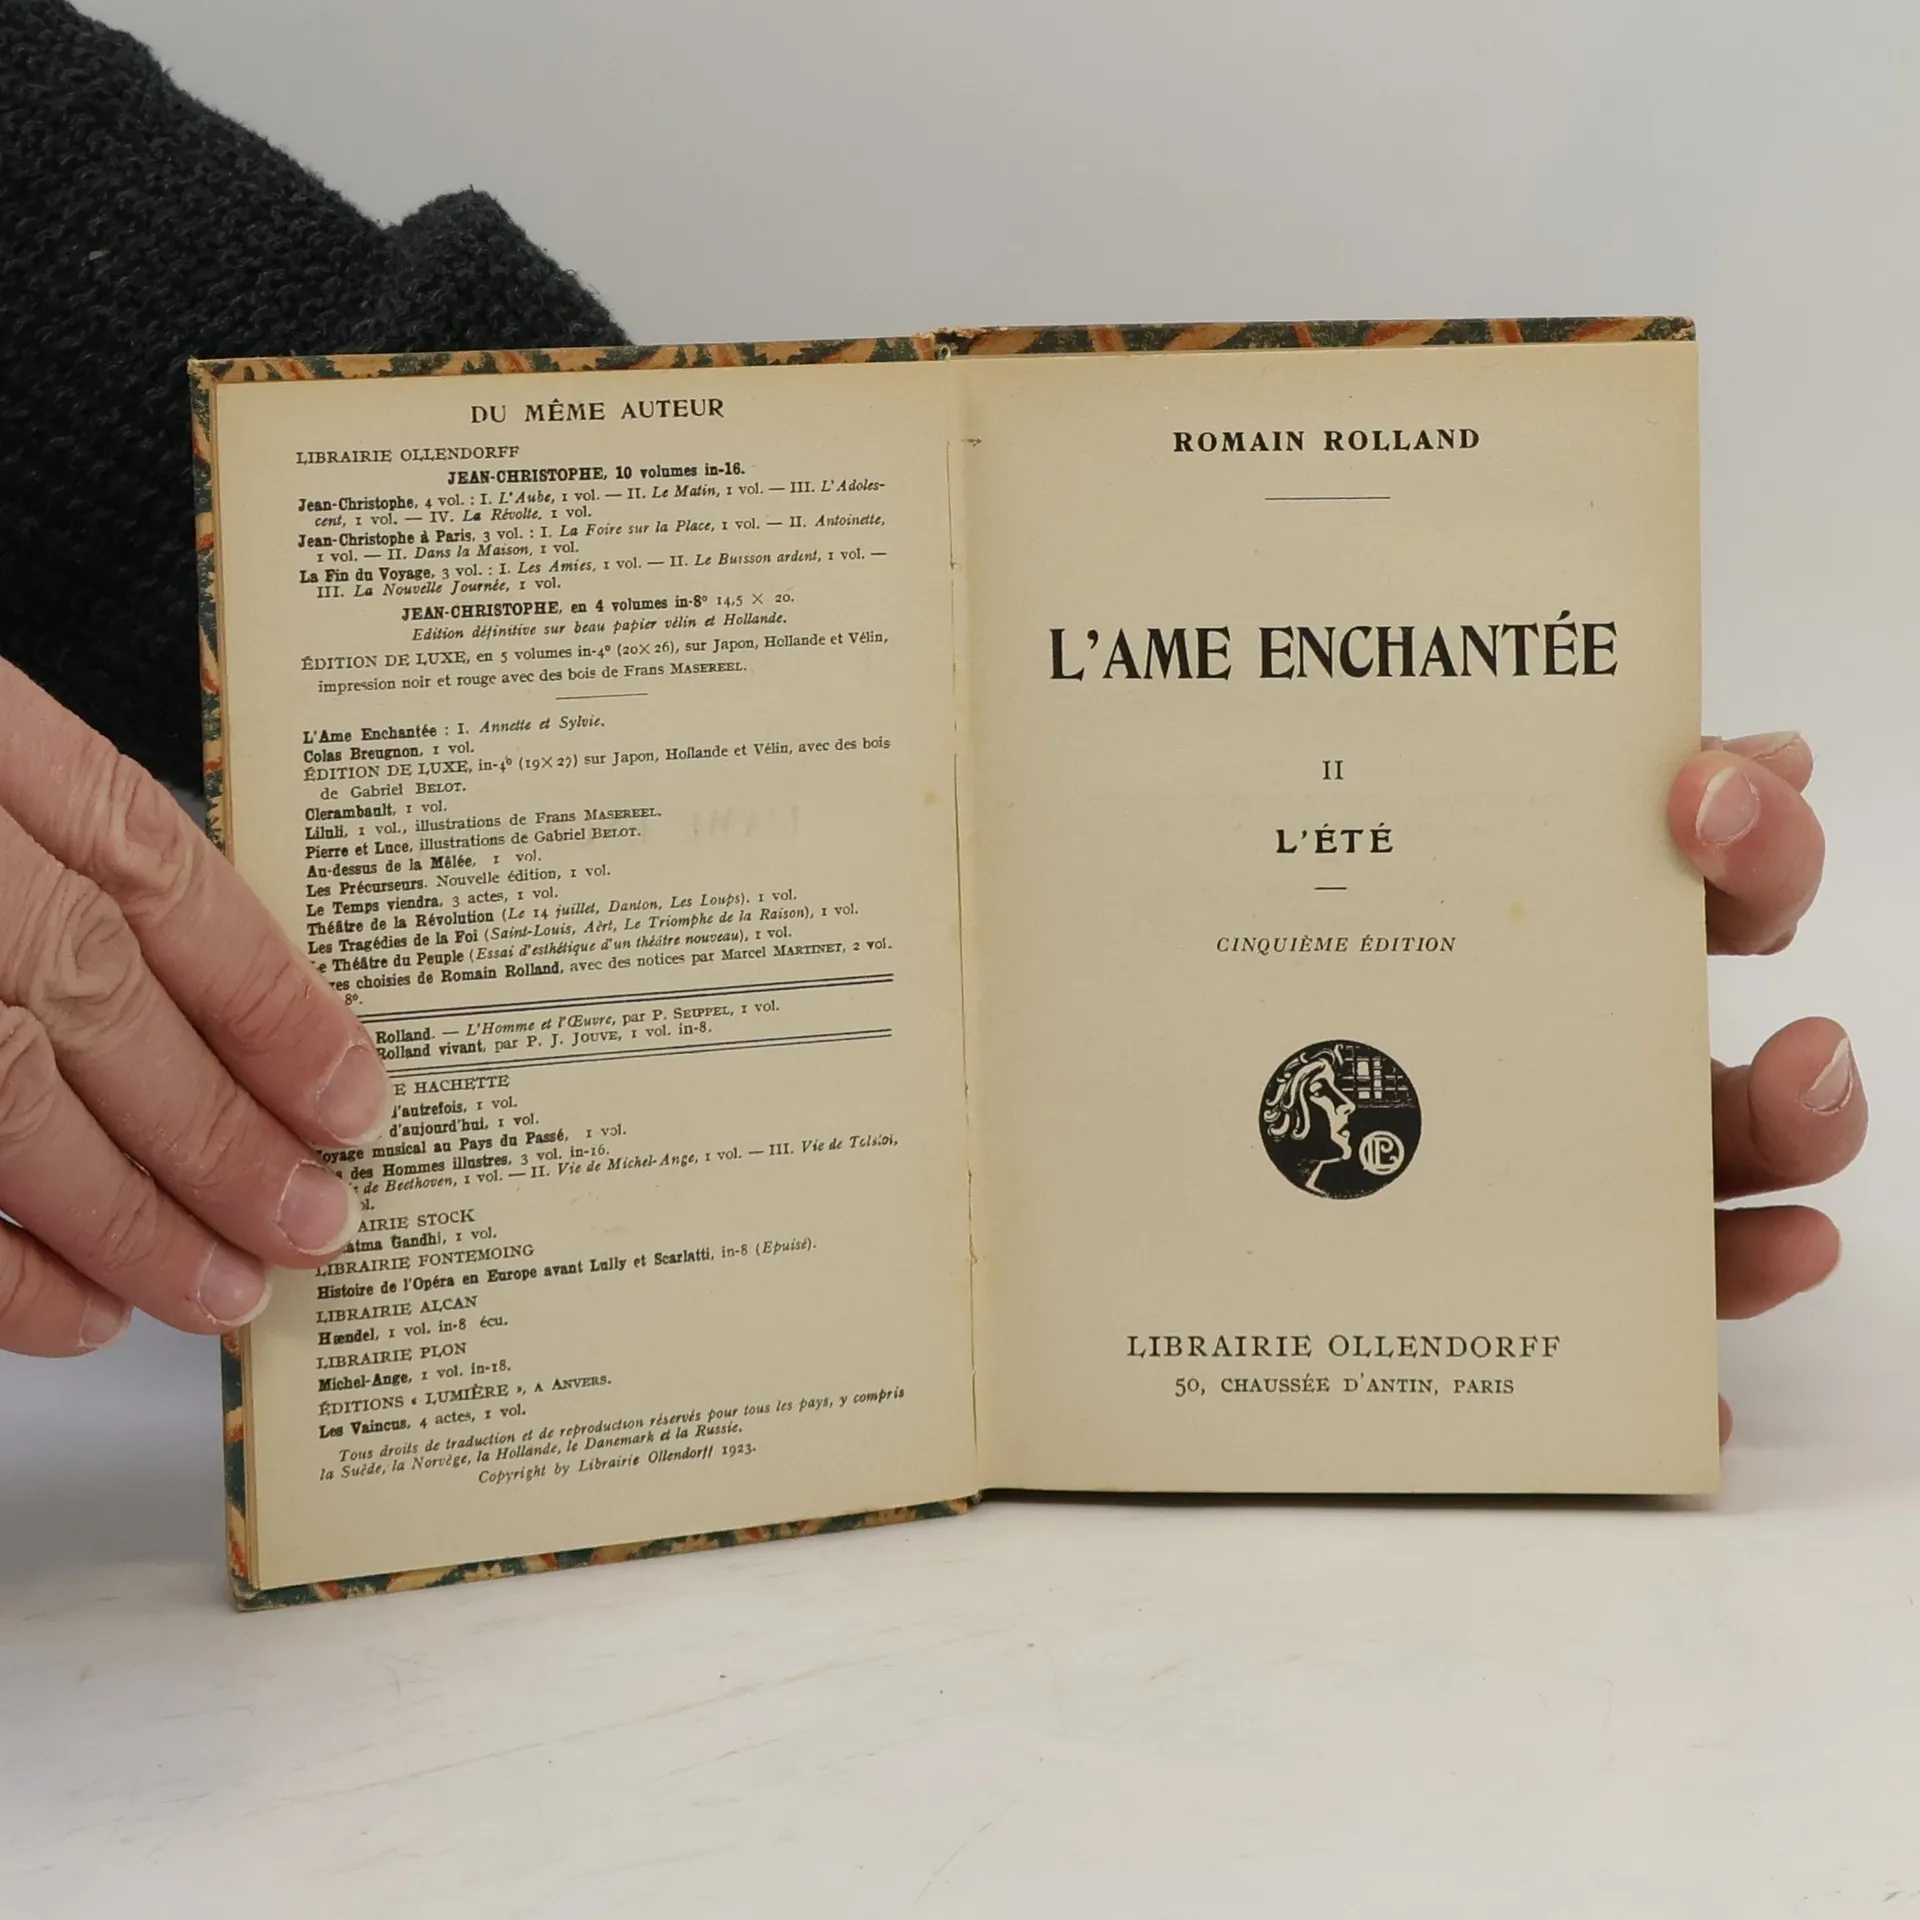 DU MÊME AUTEUR
LIBRAIRIE OLLENDORFF
JEAN-CHRISTOPHE, 10 volumes in-16.
Jean-Christophe, 4 vol. : I. L'Aube, 1 vol. — II. Le Matin, 1 vol. — III. L'Adoles-
cent, 1 vol. — IV. La Révolte, 1 vol.
Jean-Christophe à Paris, 3 vol. : I. La Foire sur la Place, 1 vol. — II. Antoinette,
1 vol. — II. Dans la Maison, 1 vol.
La Fin du Voyage, 3 vol. : I. Les Amies, 1 vol. — II. Le Buisson ardent, 1 vol. —
III. La Nouvelle Journée, 1 vol.
JEAN-CHRISTOPHE, en 4 volumes in-8° 14,5 × 20.
Edition définitive sur beau papier vélin et Hollande.
ÉDITION DE LUXE, en 5 volumes in-4° (20×26), sur Japon, Hollande et Vélin,
impression noir et rouge avec des bois de Frans MASEREEL.
L'Ame Enchantée : I. Annette et Sylvie.
Colas Breugnon, 1 vol.
ÉDITION DE LUXE, in-4° (19×27) sur Japon, Hollande et Vélin, avec des bois
de Gabriel BELOT.
Clerambault, 1 vol.
Liluli, 1 vol., illustrations de Frans MASEREEL.
Pierre et Luce, illustrations de Gabriel BELOT.
Au-dessus de la Mêlée, 1 vol.
Les Précurseurs. Nouvelle édition, 1 vol.
Le Temps viendra, 3 actes, 1 vol.
Théâtre de la Révolution (Le 14 juillet, Danton, Les Loups). 1 vol.
Les Tragédies de la Foi (Saint-Louis, Aërt, Le Triomphe de la Raison), 1 vol.
Le Théâtre du Peuple (Essai d'esthétique d'un théâtre nouveau), 1 vol.
res choisies de Romain Rolland, avec des notices par Marcel MARTINET, 2 vol.
8°.
Rolland. — L'Homme et l'Œuvre, par P. SEIPPEL, 1 vol.
Rolland vivant, par P. J. JOUVE, 1 vol. in-8.
E HACHETTE
d'autrefois, 1 vol.
d'aujourd'hui, 1 vol.
oyage musical au Pays du Passé, 1 vol.
des Hommes illustres, 3 vol. in-16.
de Beethoven, 1 vol. — II. Vie de Michel-Ange, 1 vol. — III. Vie de Tolstoï,
ol.
AIRIE STOCK
atma Gandhi, 1 vol.
LIBRAIRIE FONTEMOING
Histoire de l'Opéra en Europe avant Lully et Scarlatti, in-8 (Epuisé).
LIBRAIRIE ALCAN
Hændel, 1 vol. in-8 écu.
LIBRAIRIE PLON
Michel-Ange, 1 vol. in-18.
ÉDITIONS « LUMIÈRE », A ANVERS.
Les Vaincus, 4 actes, 1 vol.
Tous droits de traduction et de reproduction réservés pour tous les pays, y compris
la Suède, la Norvège, la Hollande, le Danemark et la Russie.
Copyright by Librairie Ollendorff 1923.
ROMAIN ROLLAND
L'AME ENCHANTÉE
II
L'ÉTÉ
CINQUIÈME ÉDITION
LIBRAIRIE OLLENDORFF
50, CHAUSSÉE D'ANTIN, PARIS